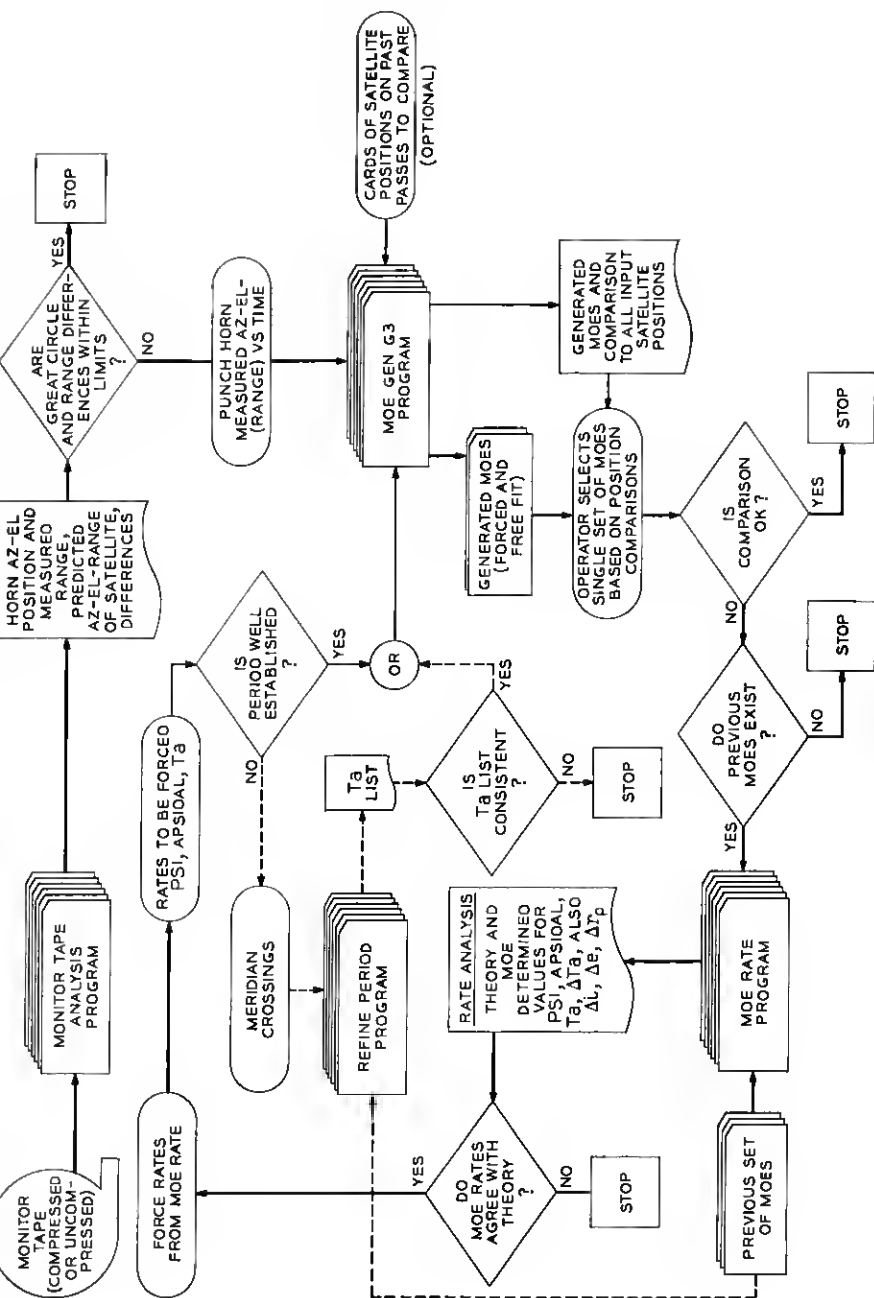 MONITOR
TAPE
(COMPRESSED
OR UNCOM-
PRESSED)
MONITOR TAPE
ANALYSIS
PROGRAM
HORN AZ-EL
POSITION AND
MEASURED
RANGE,
PREDICTED
AZ-EL-RANGE
OF SATELLITE,
DIFFERENCES
ARE
GREAT CIRCLE
AND RANGE DIFFER-
ENCES WITHIN
LIMITS
?
YES
STOP
NO
PUNCH HORN
MEASURED AZ-EL-
(RANGE) VS TIME
FORCE RATES
FROM MOE RATE
RATES TO BE FORCED
PSI, APSIDAL, Ta
IS
PERIOD WELL
ESTABLISHED
?
NO
YES
OR
MOE GEN G3
PROGRAM
CARDS OF SATELLITE
POSITIONS ON PAST
PASSES TO COMPARE
(OPTIONAL)
MERIDIAN
CROSSINGS
REFINE PERIOD
PROGRAM
Ta
LIST
IS
Ta LIST
CONSISTENT
?
YES
NO
STOP
GENERATED MOES
(FORCED AND
FREE FIT)
GENERATED
MOES AND
COMPARISON
TO ALL INPUT
SATELLITE
POSITIONS
OPERATOR SELECTS
SINGLE SET OF MOES
BASED ON POSITION
COMPARISONS
IS
COMPARISON
OK ?
YES
STOP
NO
DO
PREVIOUS
MOES EXIST
?
NO
STOP
YES
MOE RATE
PROGRAM
PREVIOUS SET
OF MOES
RATE ANALYSIS
THEORY AND
MOE
DETERMINED
VALUES FOR
PSI, APSIDAL,
Ta, ΔTa, ALSO
Δi, Δe, Δrp
DO
MOE RATES
AGREE WITH
THEORY
?
YES
NO
STOP